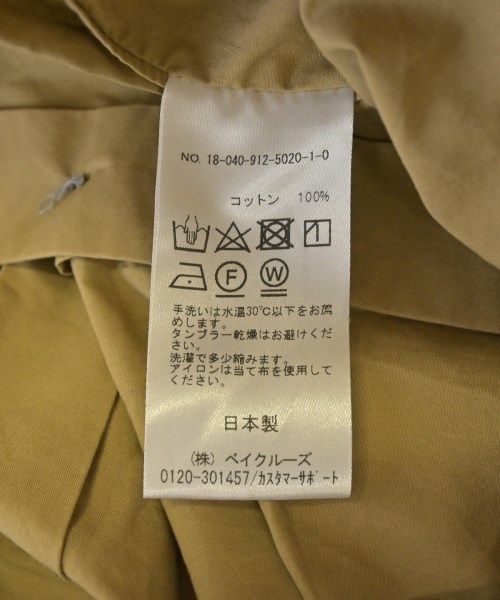 NO. 18-040-912-5020-1-0
コットン 100%
F W
手洗いは水温30℃以下をお薦
めします。
タンブラー乾燥はお避けくだ
さい。
洗濯で多少縮みます。
アイロンは当て布を使用して
ください。
日本製
(株) ベイクルーズ
0120-301457/カスタマーサポート